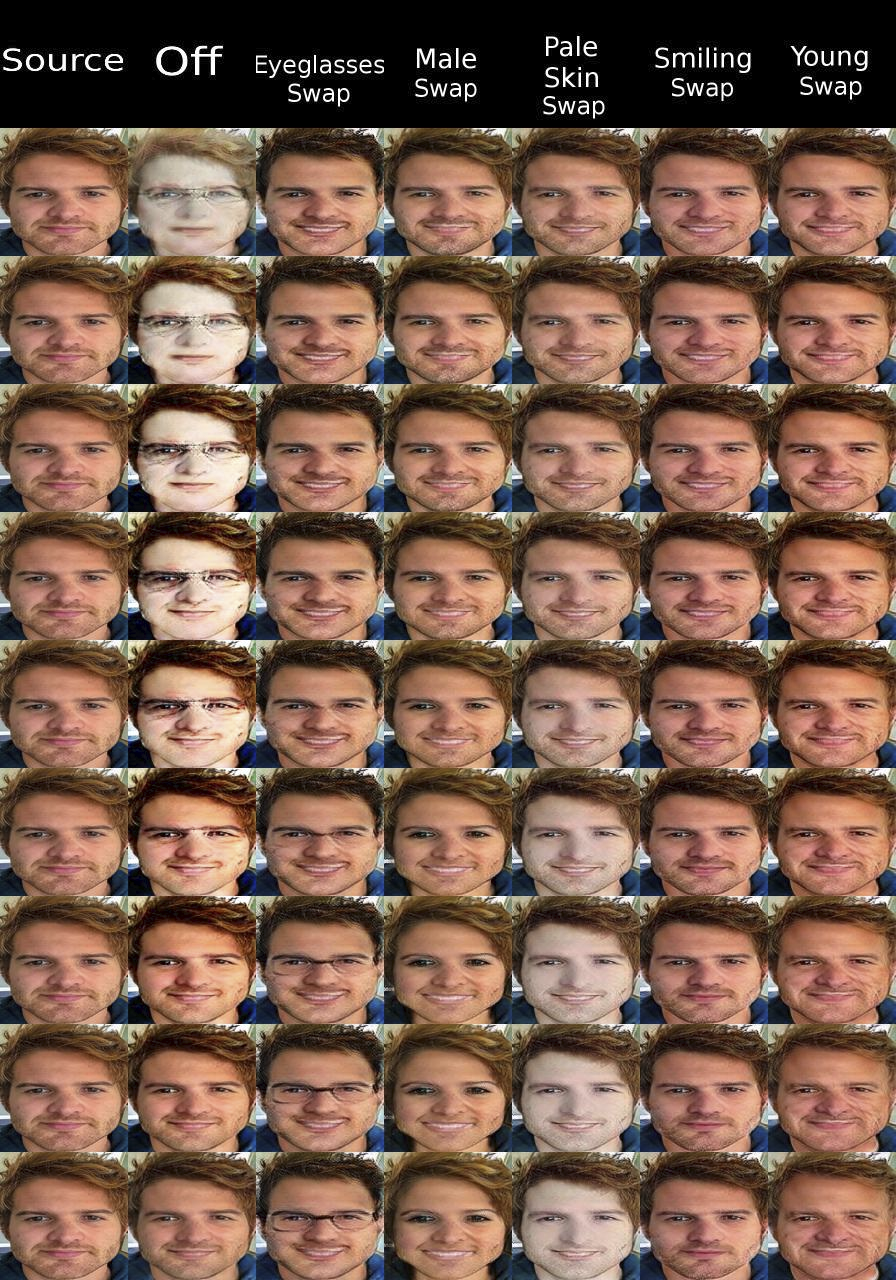 Source
Off
Eyeglasses
Swap
Male
Swap
Pale
Skin
Swap
Smiling
Swap
Young
Swap